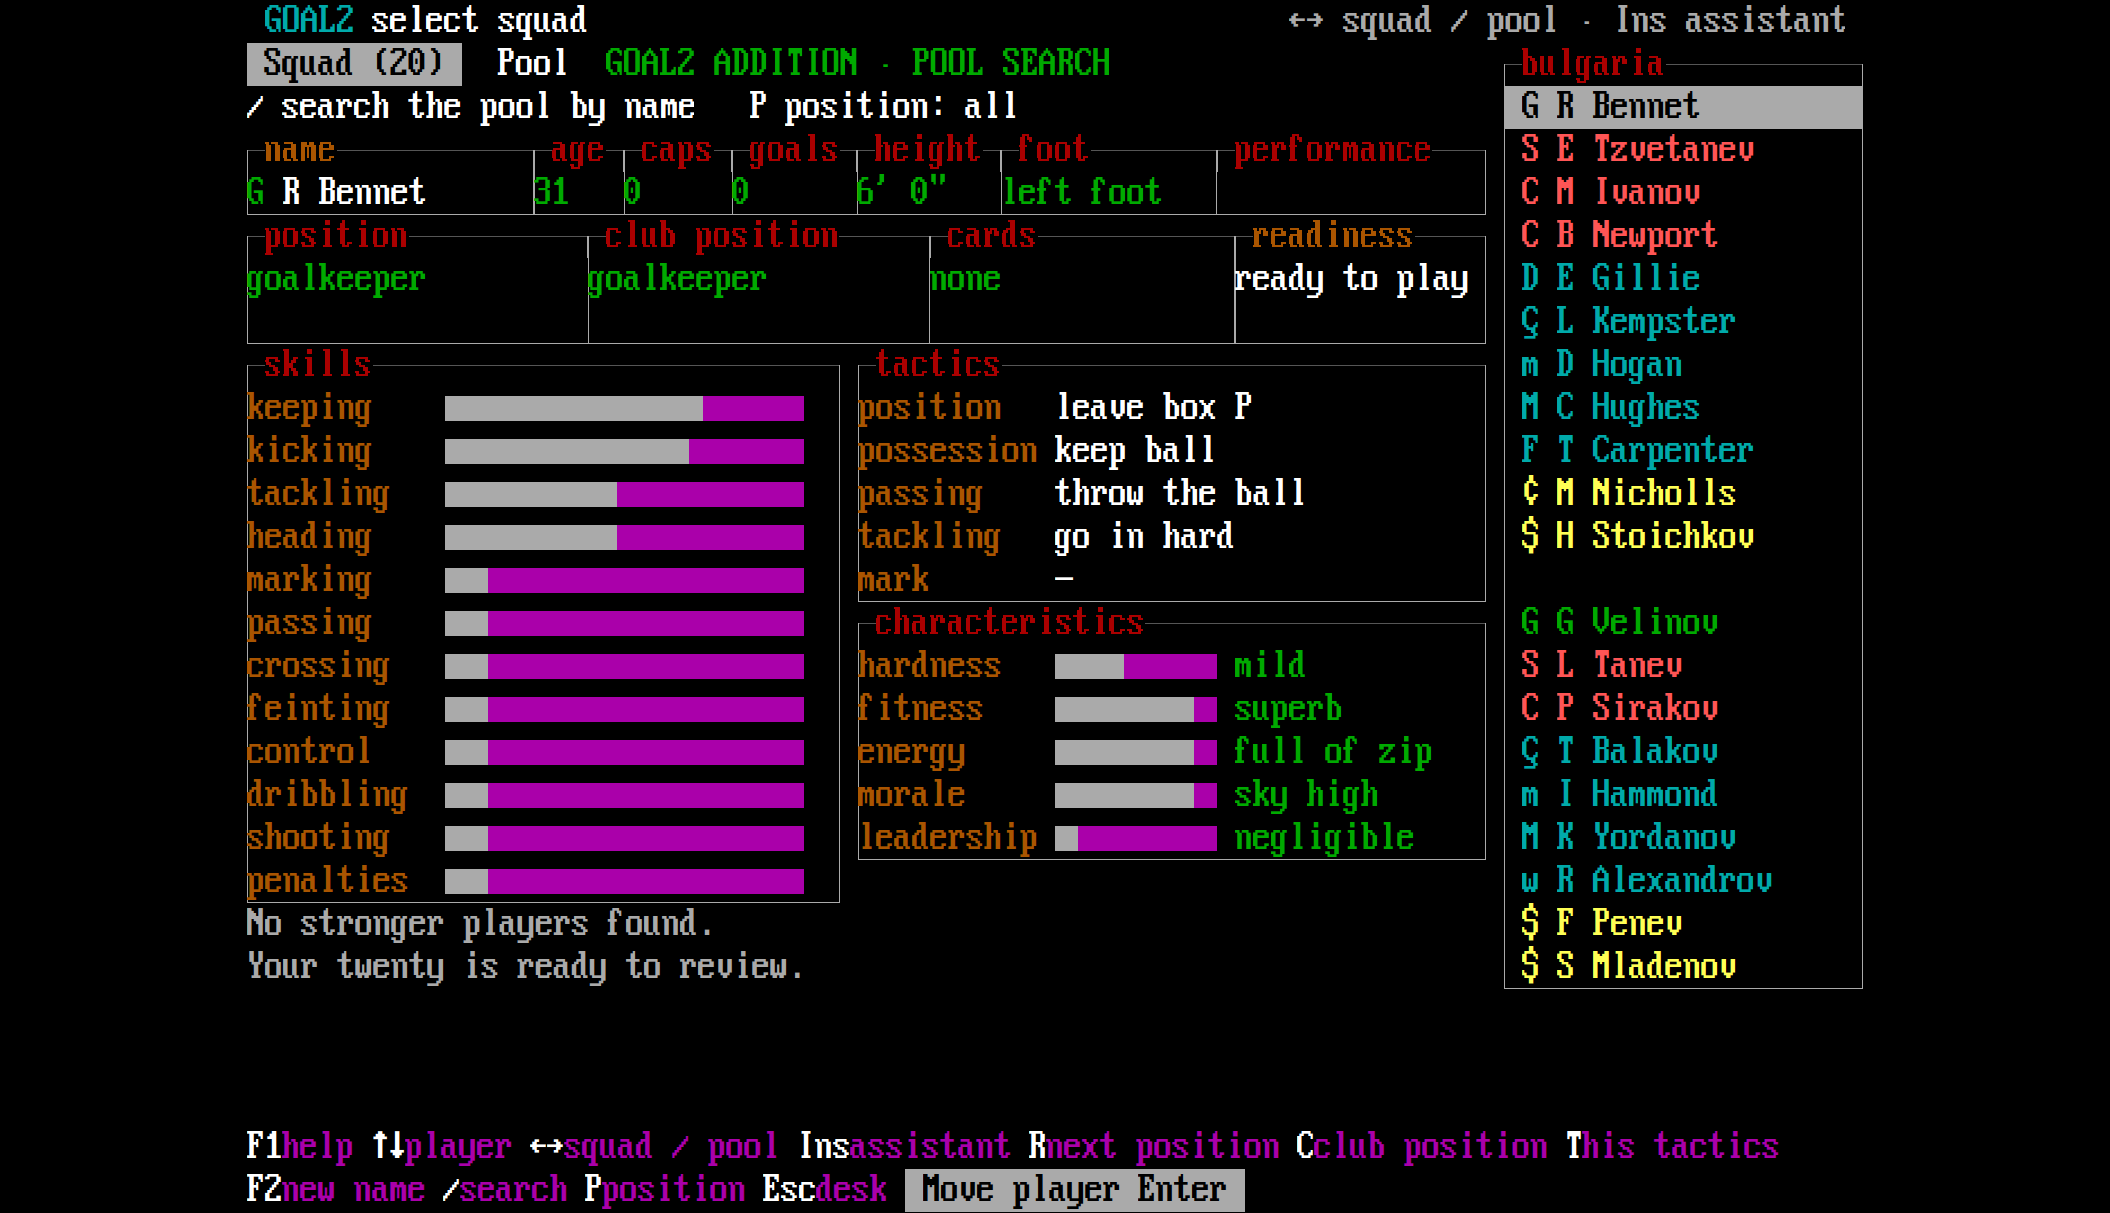 GOAL2 select squad ↔ squad / pool · Ins assistant
Squad (20) Pool GOAL2 ADDITION · POOL SEARCH
/ search the pool by name P position: all
name age caps goals height foot performance
G R Bennet 31 0 0 6' 0" left foot
position club position cards readiness
goalkeeper goalkeeper none ready to play
skills
keeping
kicking
tackling
heading
marking
passing
crossing
feinting
control
dribbling
shooting
penalties
tactics
position leave box P
possession keep ball
passing throw the ball
tackling go in hard
mark —
characteristics
hardness mild
fitness superb
energy full of zip
morale sky high
leadership negligible
No stronger players found.
Your twenty is ready to review.
bulgaria
G R Bennet
S E Tzvetanev
C M Ivanov
C B Newport
D E Gillie
Ç L Kempster
m D Hogan
M C Hughes
F T Carpenter
¢ M Nicholls
$ H Stoichkov
G G Velinov
S L Tanev
C P Sirakov
Ç T Balakov
m I Hammond
M K Yordanov
w R Alexandrov
$ F Penev
$ S Mladenov
F1help ↑↓player ↔squad / pool Insassistant Rnext position Cclub position This tactics
F2new name /search Pposition Escdesk Move player Enter